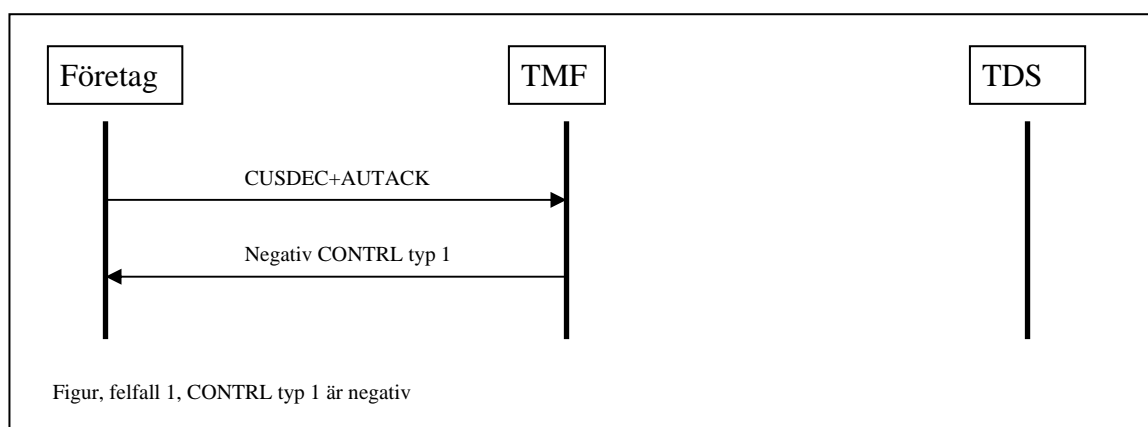 Företag
TMF
TDS
CUSDEC+AUTACK
Negativ CONTRL typ 1
Figur, felfall 1, CONTRL typ 1 är negativ